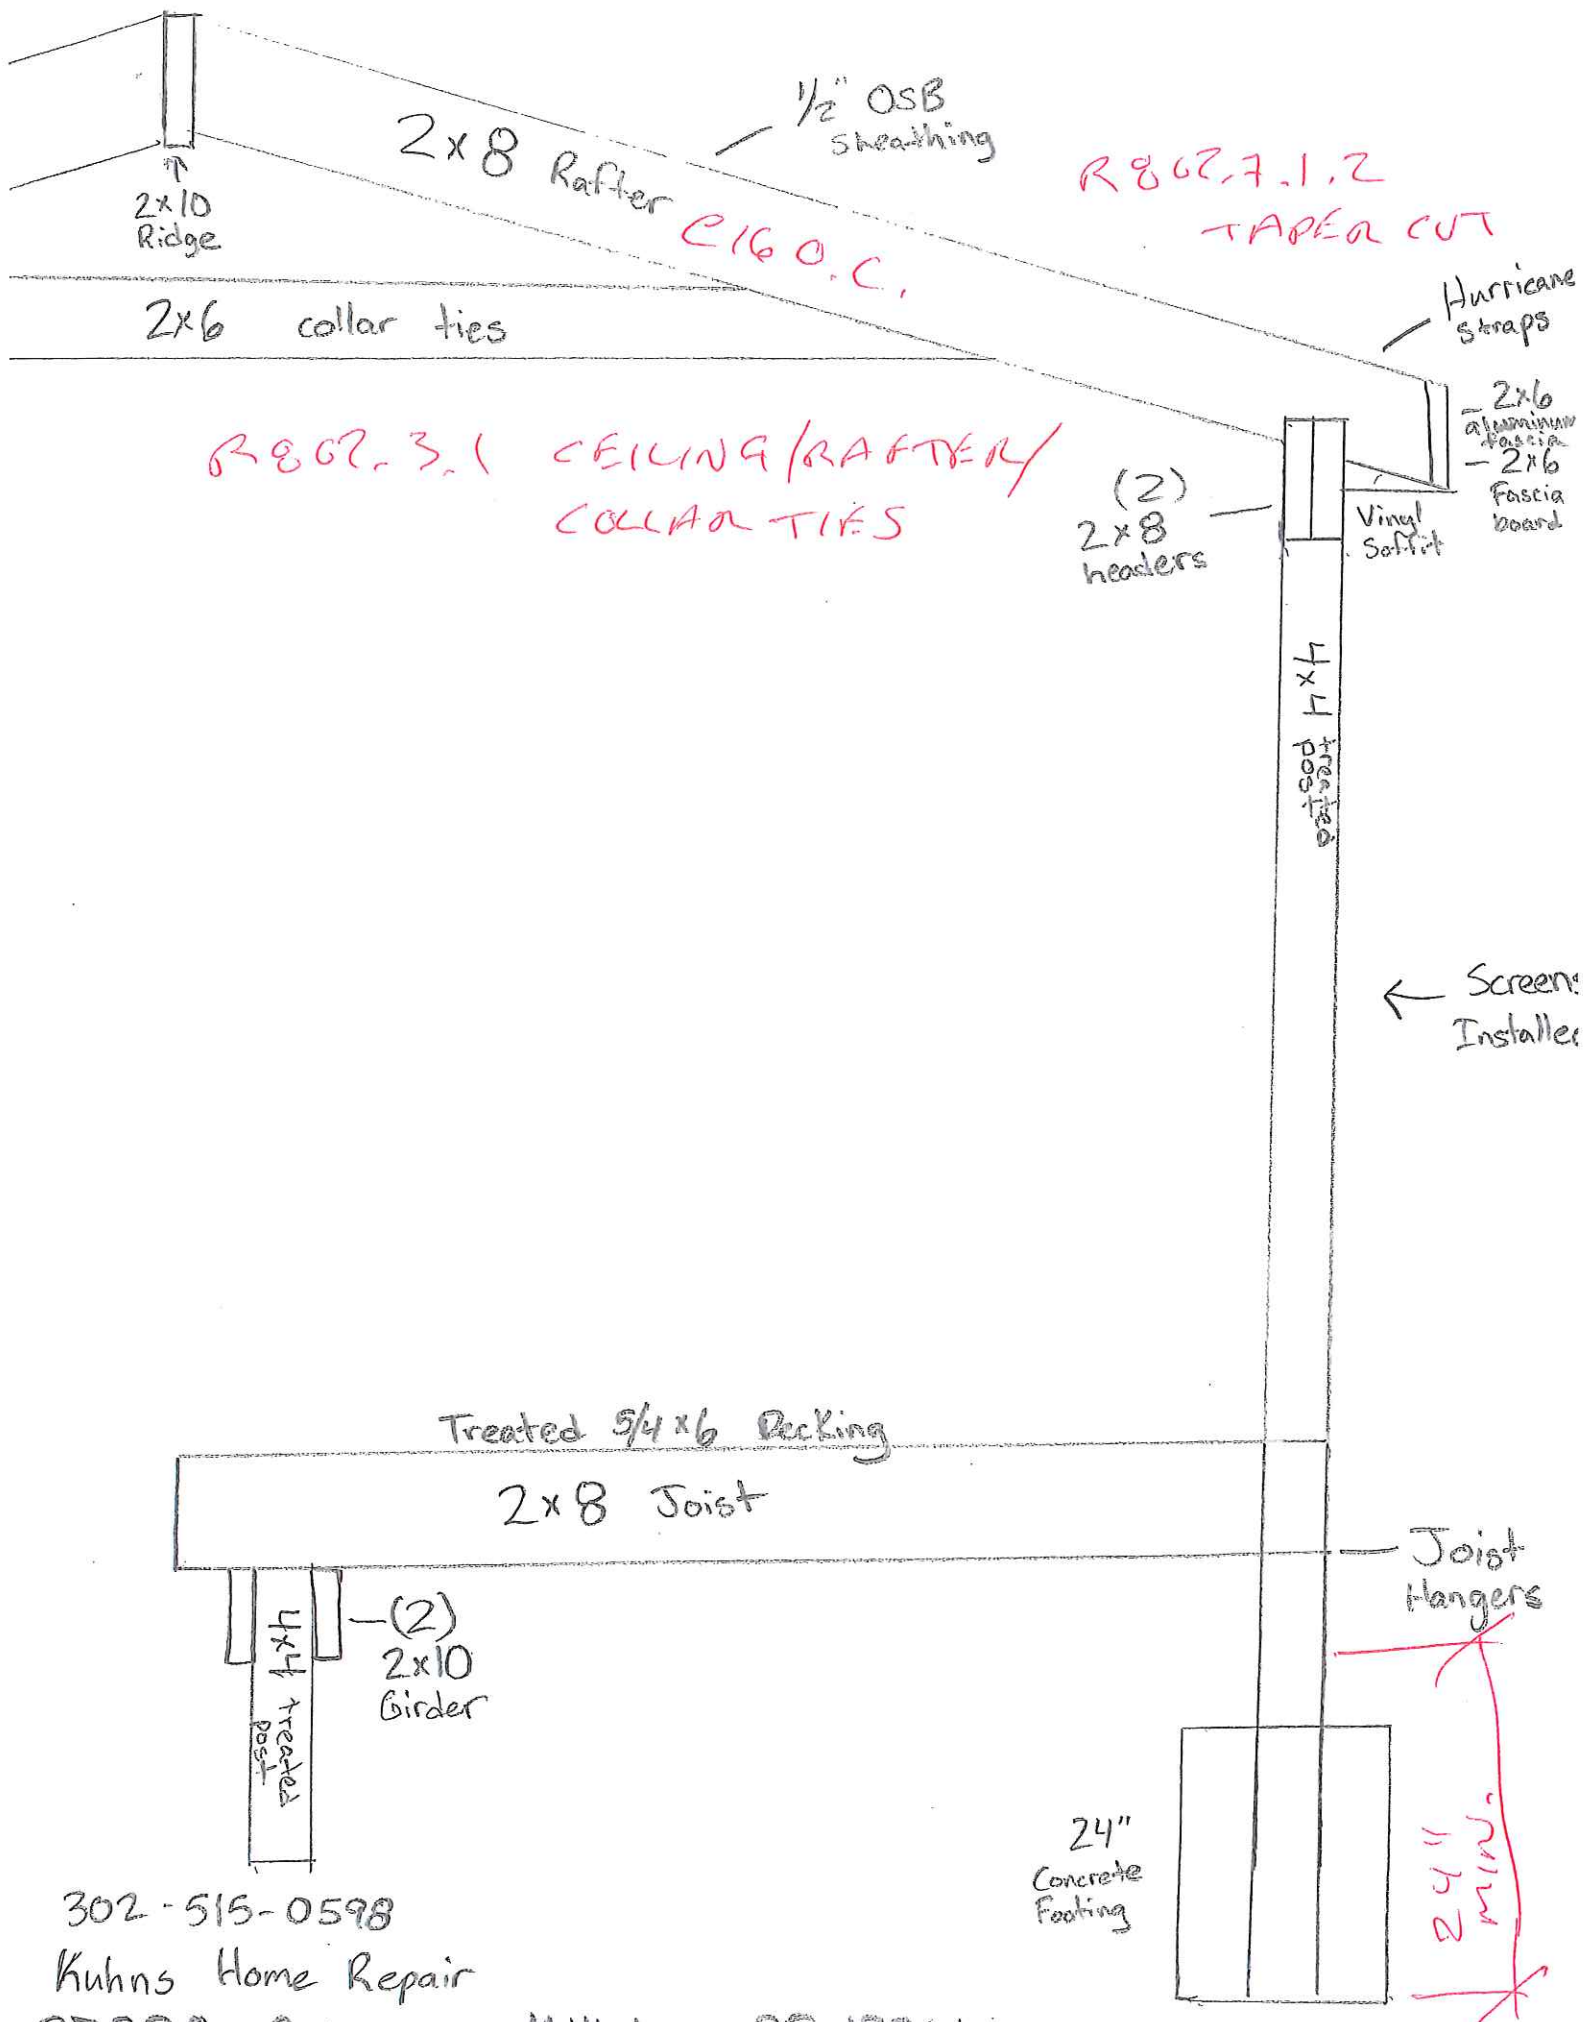 1/2" OSB
sheathing
2x8 Rafter
C16 O.C.
R802.7.1.2
TAPER CUT
↑
2x10
Ridge
2x6 collar ties
Hurricane
straps
2x6
aluminum
fascia
2x6
Fascia
board
R802.3.1 CEILING/RAFTER/
COLLAR TIES
(2)
2x8
headers
Vinyl
Soffit
4x4 treated
post
← Screens
Installed
Treated 5/4x6 Decking
2x8 Joist
Joist
Hangers
(2)
2x10
Girder
4x4 treated
post
24"
Concrete
Footing
24"
MIN.
302-515-0598
Kuhns Home Repair